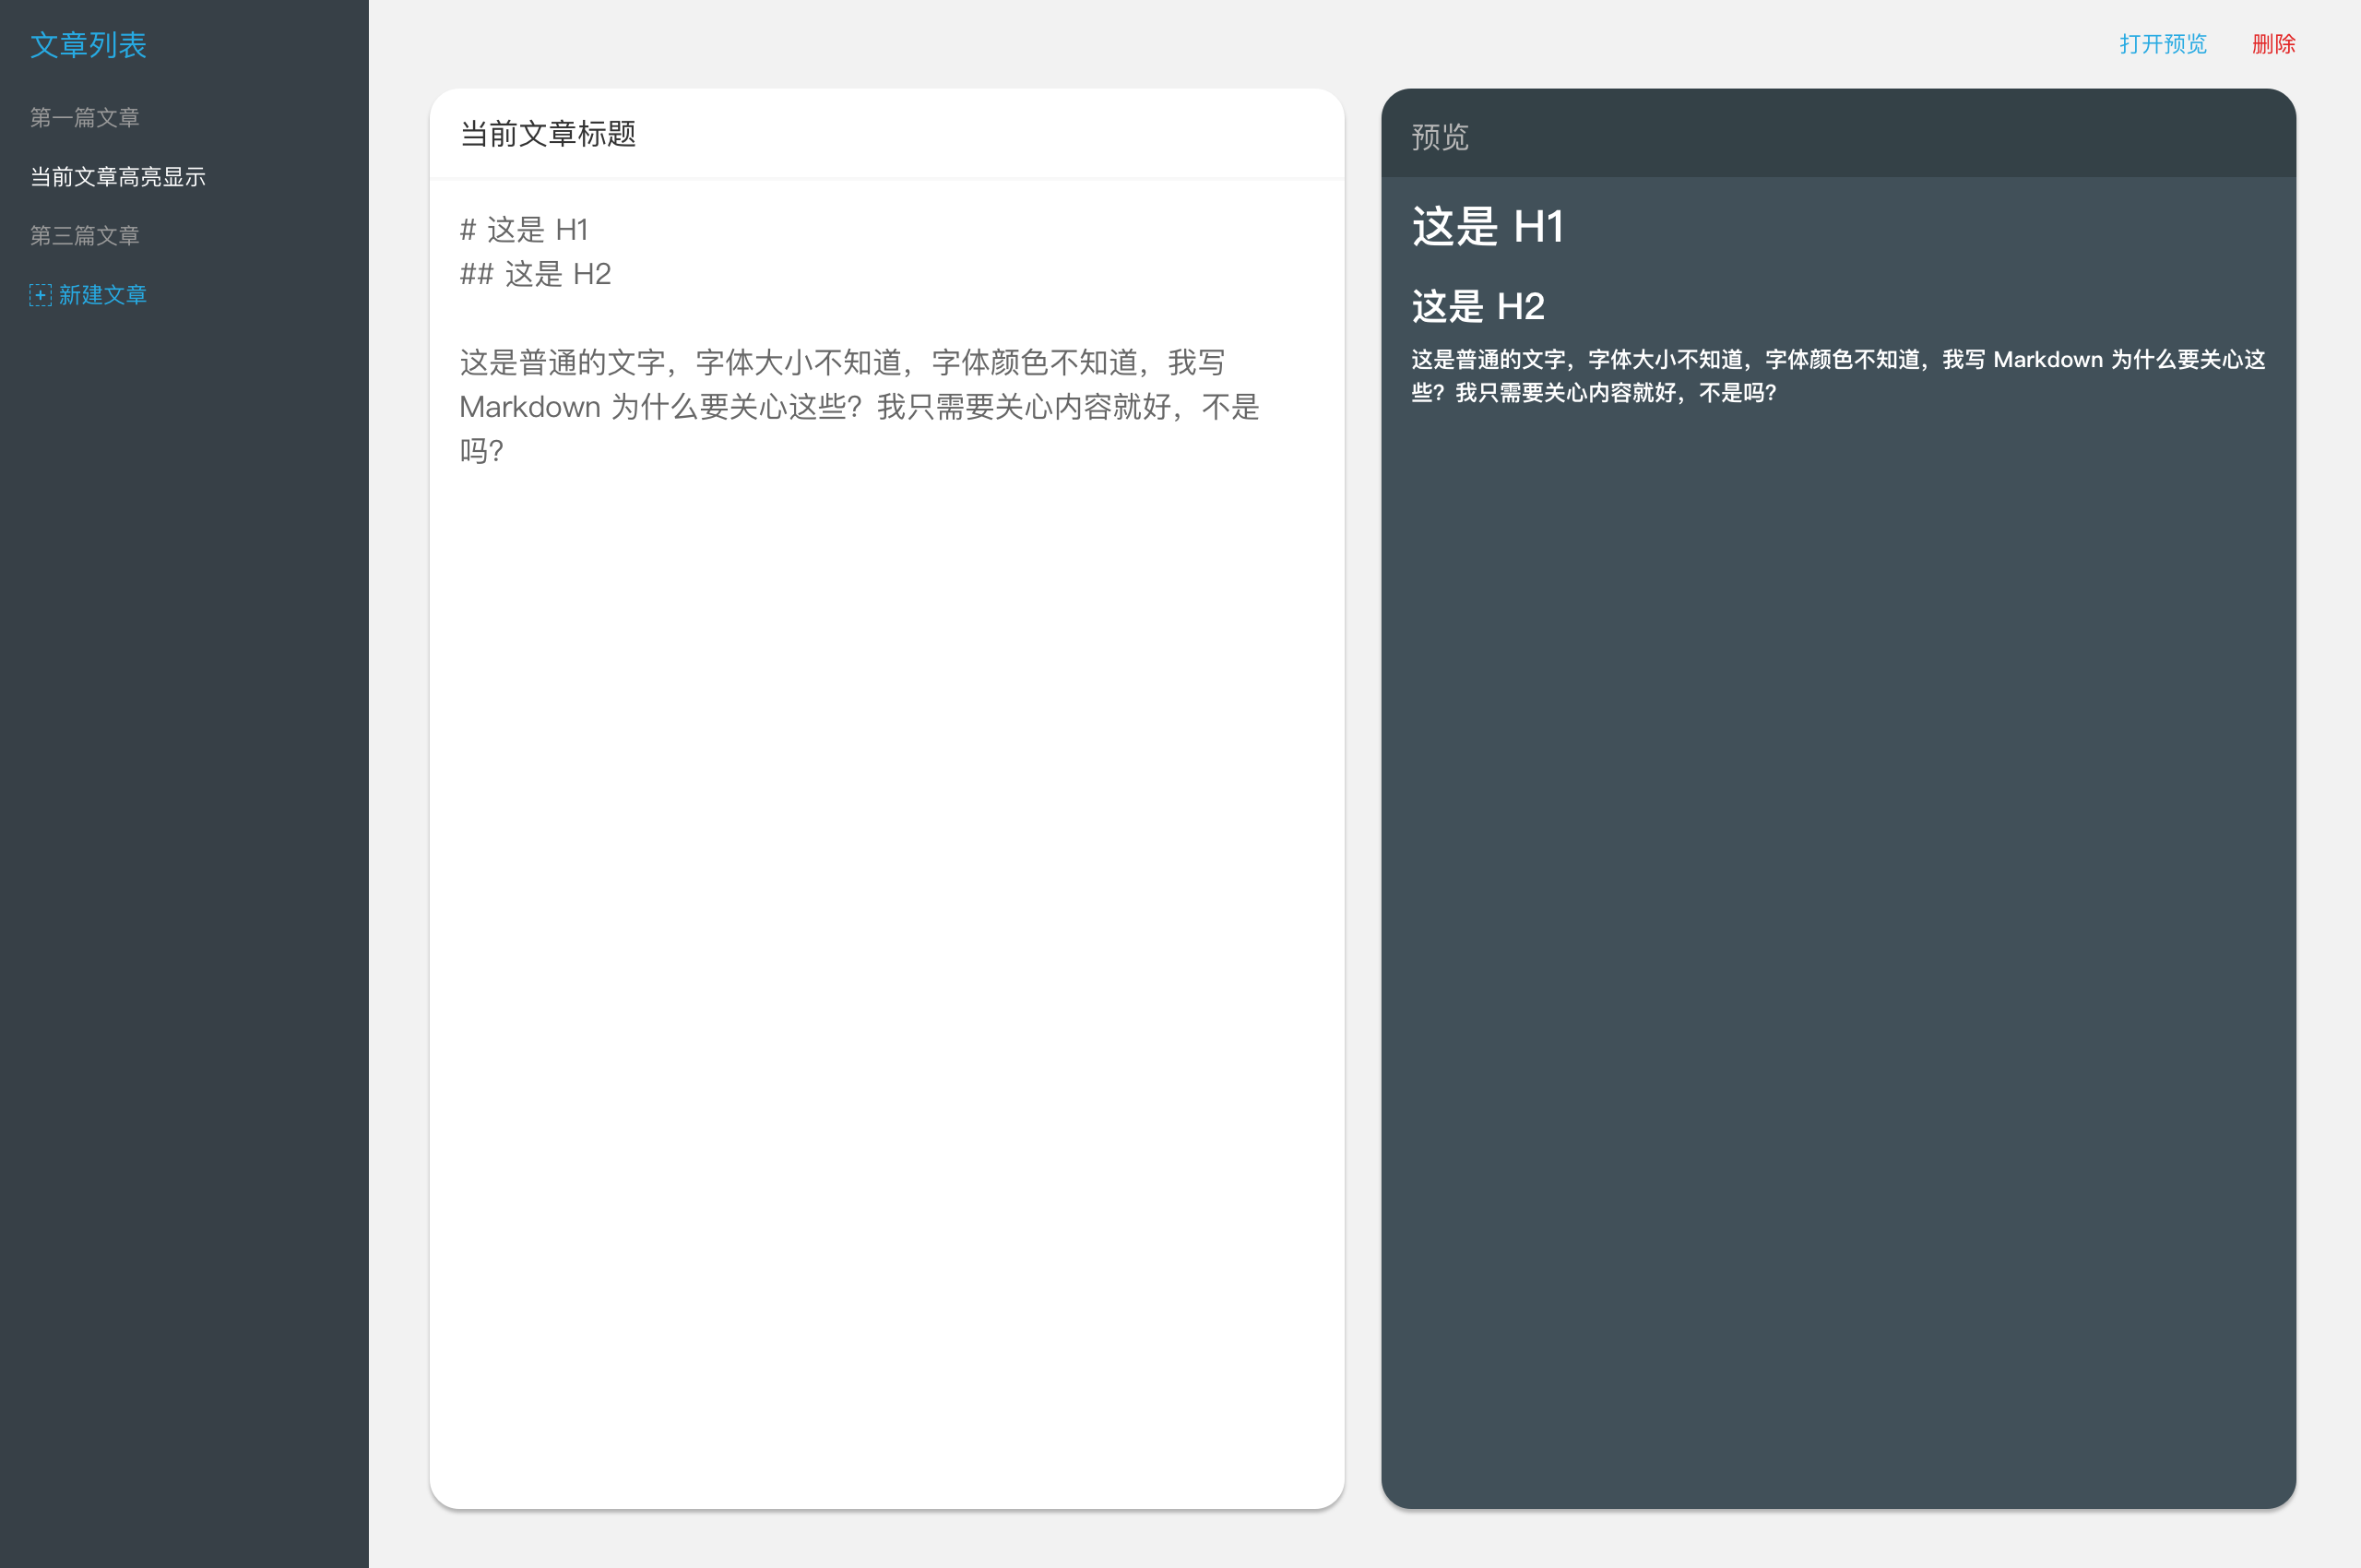 文章列表
第一篇文章
当前文章高亮显示
第三篇文章
新建文章
打开预览 删除
当前文章标题
# 这是 H1
## 这是 H2
这是普通的文字，字体大小不知道，字体颜色不知道，我写
Markdown 为什么要关心这些？我只需要关心内容就好，不是
吗？
预览
这是 H1
这是 H2
这是普通的文字，字体大小不知道，字体颜色不知道，我写 Markdown 为什么要关心这
些？我只需要关心内容就好，不是吗？